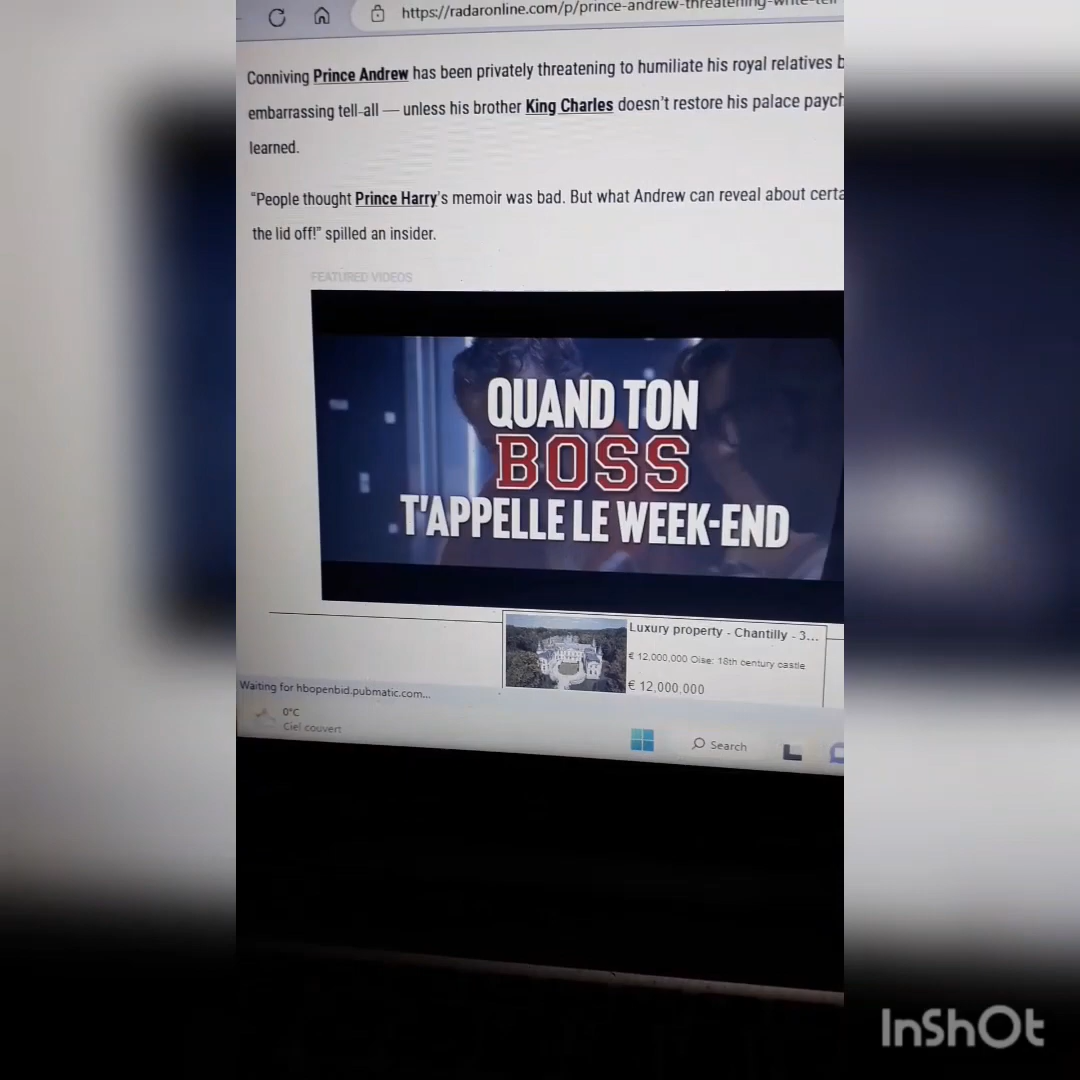 https://radaronline.com/p/prince-andrew-threatening-write-tell
Conniving Prince Andrew has been privately threatening to humiliate his royal relatives b
embarrassing tell-all — unless his brother King Charles doesn't restore his palace paych
learned.
"People thought Prince Harry's memoir was bad. But what Andrew can reveal about certa
the lid off!" spilled an insider.
FEATURED VIDEOS
QUAND TON
BOSS
T'APPELLE LE WEEK-END
Luxury property - Chantilly - 3...
€ 12,000,000 Oise: 18th century castle
€ 12,000,000
Waiting for hbopenbid.pubmatic.com...
0°C
Ciel couvert
Search
InShOt